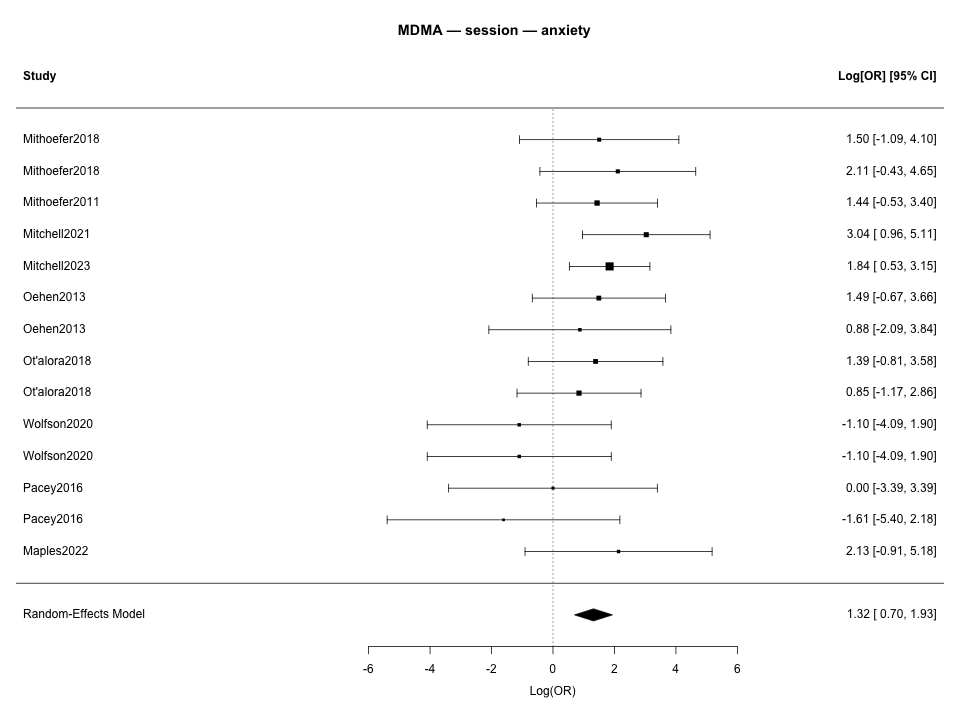 MDMA — session — anxiety
Study Log[OR] [95% CI]
Mithoefer2018 1.50 [-1.09, 4.10]
Mithoefer2018 2.11 [-0.43, 4.65]
Mithoefer2011 1.44 [-0.53, 3.40]
Mitchell2021 3.04 [ 0.96, 5.11]
Mitchell2023 1.84 [ 0.53, 3.15]
Oehen2013 1.49 [-0.67, 3.66]
Oehen2013 0.88 [-2.09, 3.84]
Ot'alora2018 1.39 [-0.81, 3.58]
Ot'alora2018 0.85 [-1.17, 2.86]
Wolfson2020 -1.10 [-4.09, 1.90]
Wolfson2020 -1.10 [-4.09, 1.90]
Pacey2016 0.00 [-3.39, 3.39]
Pacey2016 -1.61 [-5.40, 2.18]
Maples2022 2.13 [-0.91, 5.18]
Random-Effects Model 1.32 [ 0.70, 1.93]
-6 -4 -2 0 2 4 6
Log(OR)